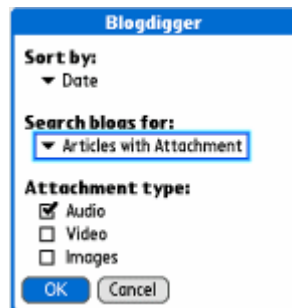 Blogdigger
Sort by:
Date
Search blogs for:
Articles with Attachment
Attachment type:
Audio
Video
Images
OK Cancel